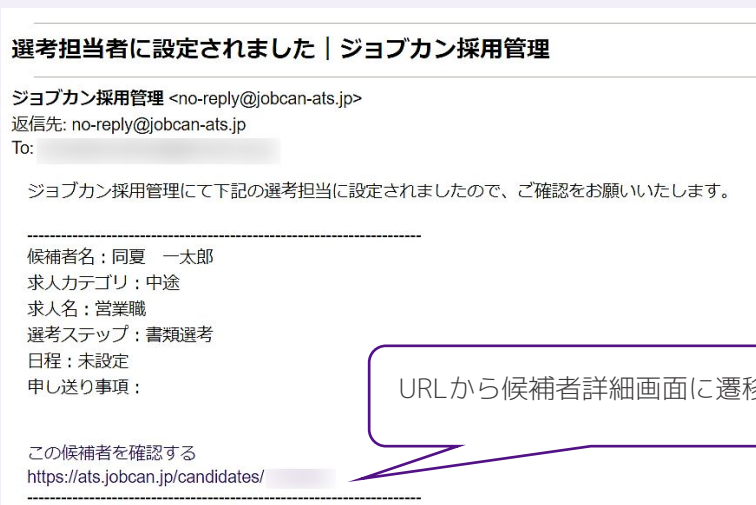 選考担当者に設定されました｜ジョブカン採用管理
ジョブカン採用管理 <no-reply@jobcan-ats.jp>
返信先: no-reply@jobcan-ats.jp
To:
ジョブカン採用管理にて下記の選考担当に設定されましたので、ご確認をお願いいたします。
--------------------------------------------------------------------------------
候補者名：同夏　一太郎
求人カテゴリ：中途
求人名：営業職
選考ステップ：書類選考
日程：未設定
申し送り事項：
URLから候補者詳細画面に遷移
この候補者を確認する
https://ats.jobcan.jp/candidates/
--------------------------------------------------------------------------------